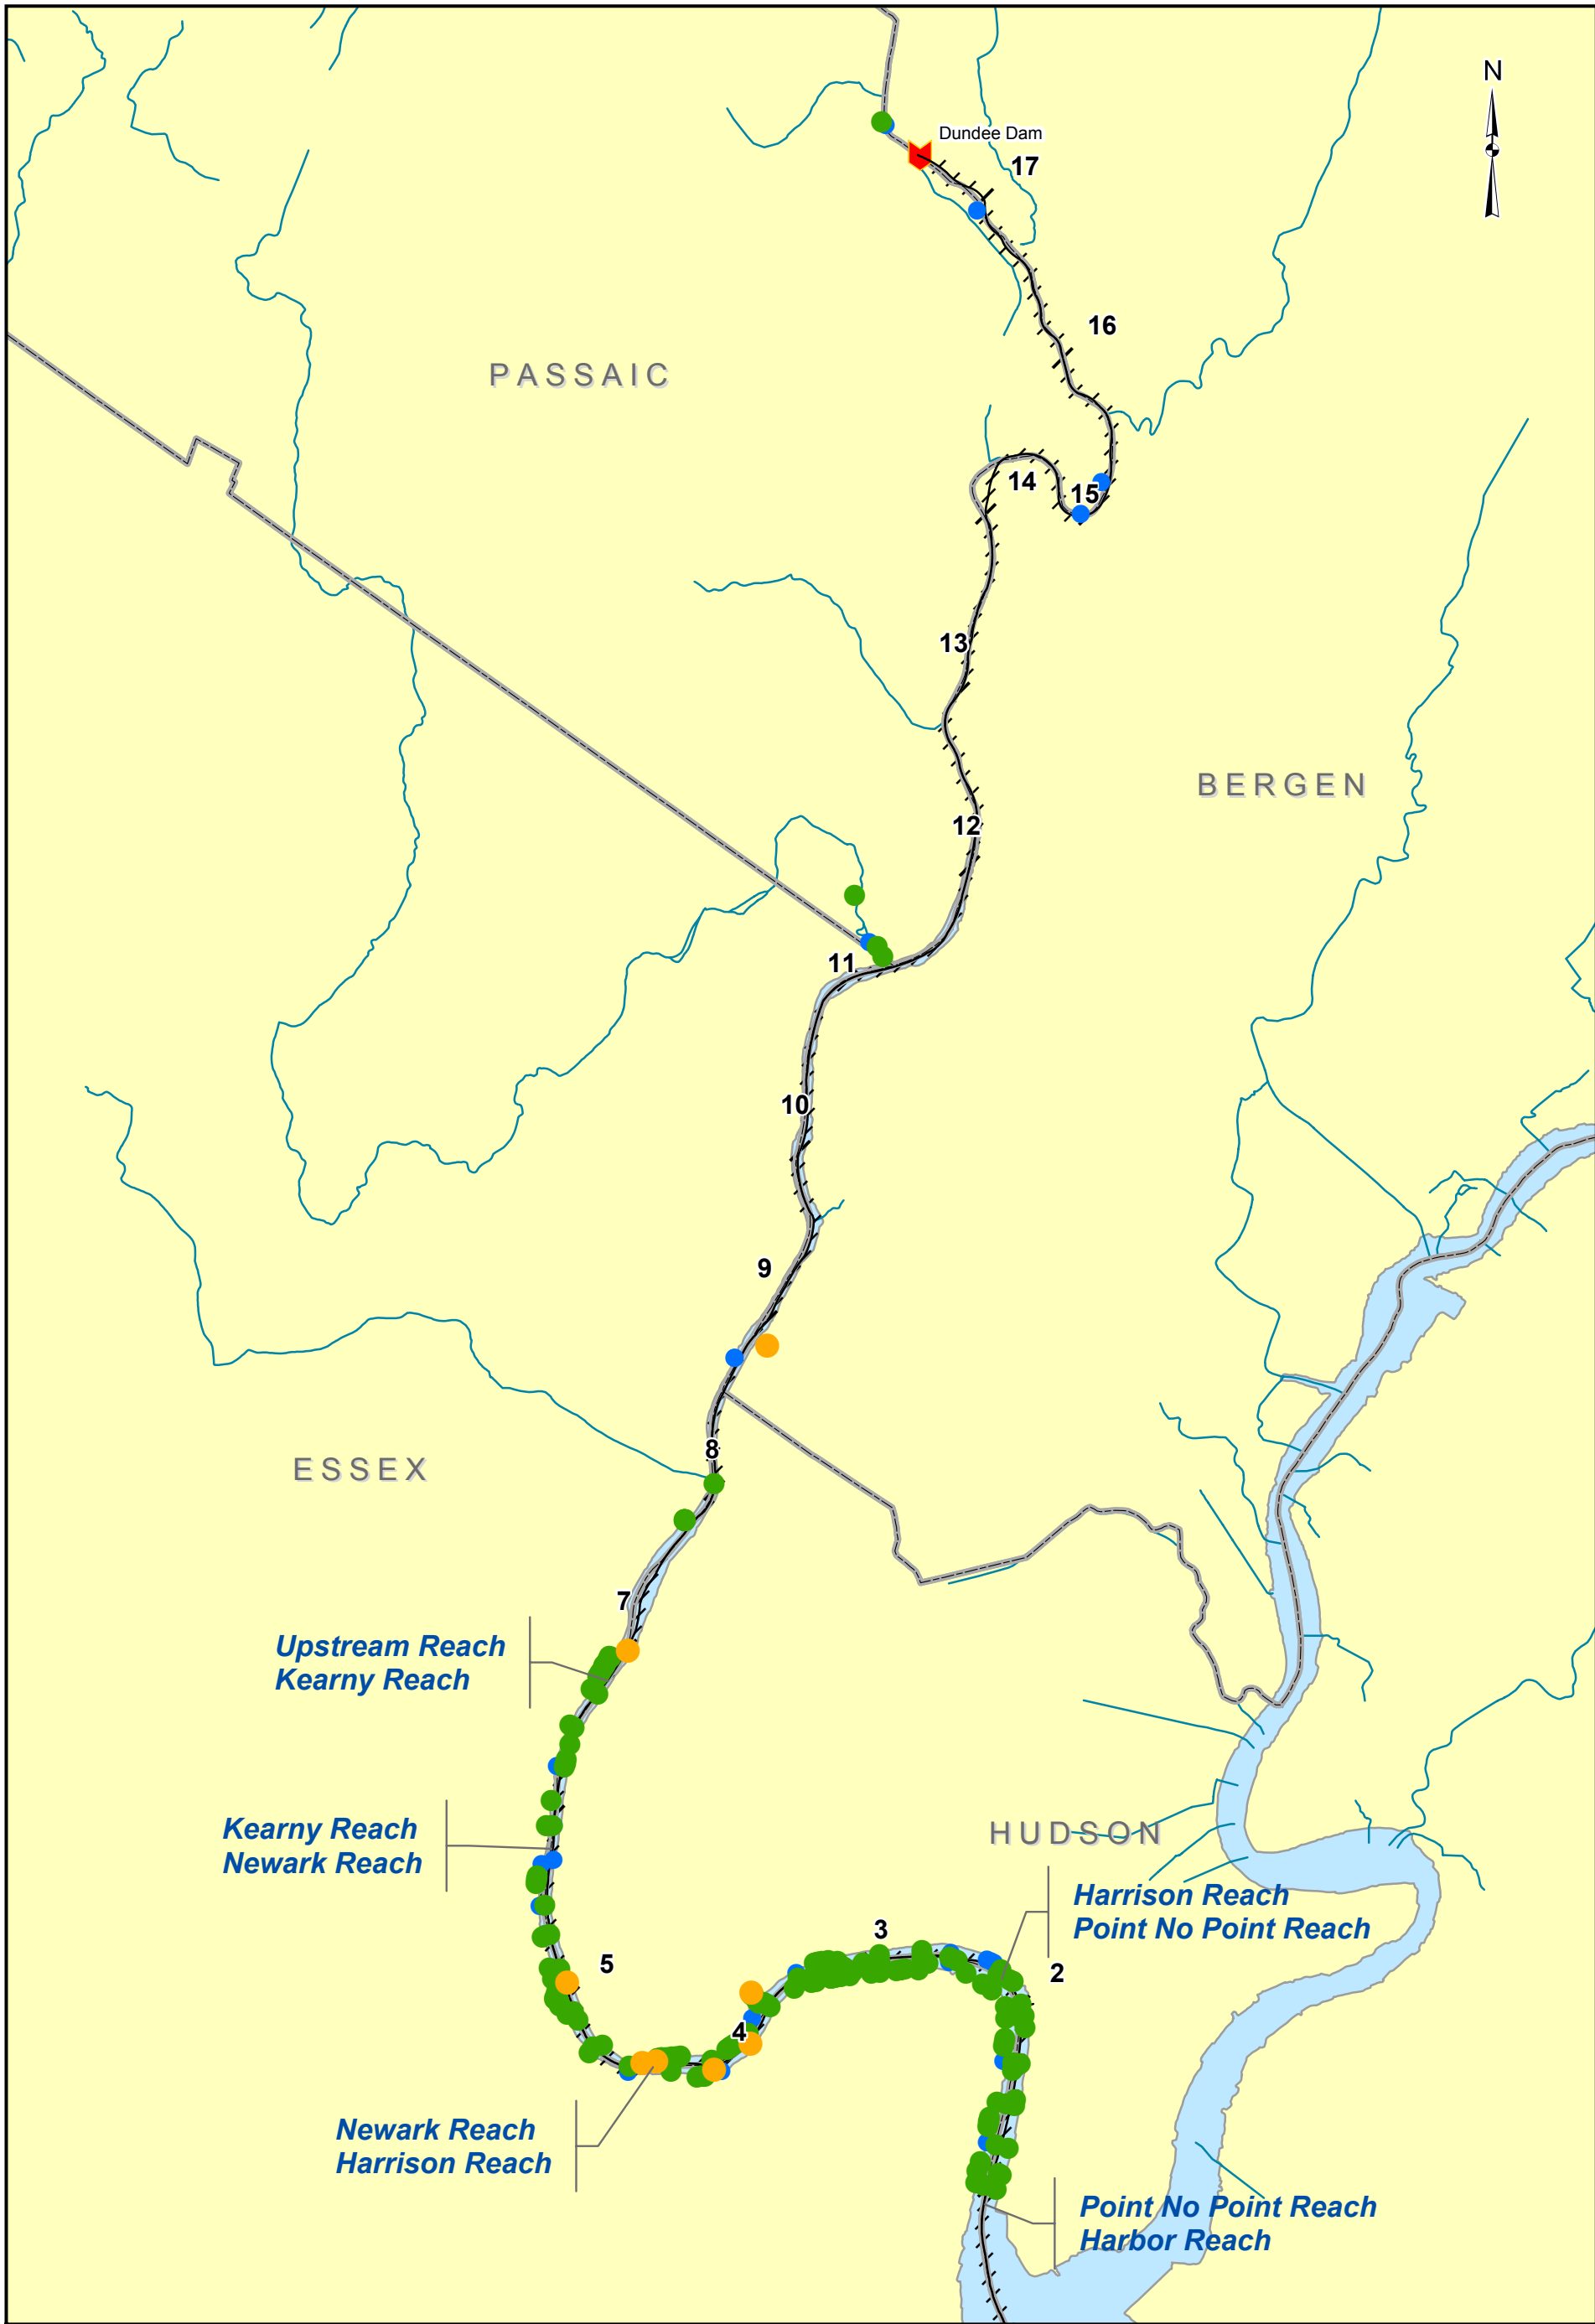 N
Dundee Dam
17
16
PASSAIC
14
15
13
BERGEN
12
11
10
9
8
ESSEX
7
Upstream Reach
Kearny Reach
Kearny Reach
Newark Reach
HUDSON
Harrison Reach
Point No Point Reach
3
5
2
4
Newark Reach
Harrison Reach
Point No Point Reach
Harbor Reach